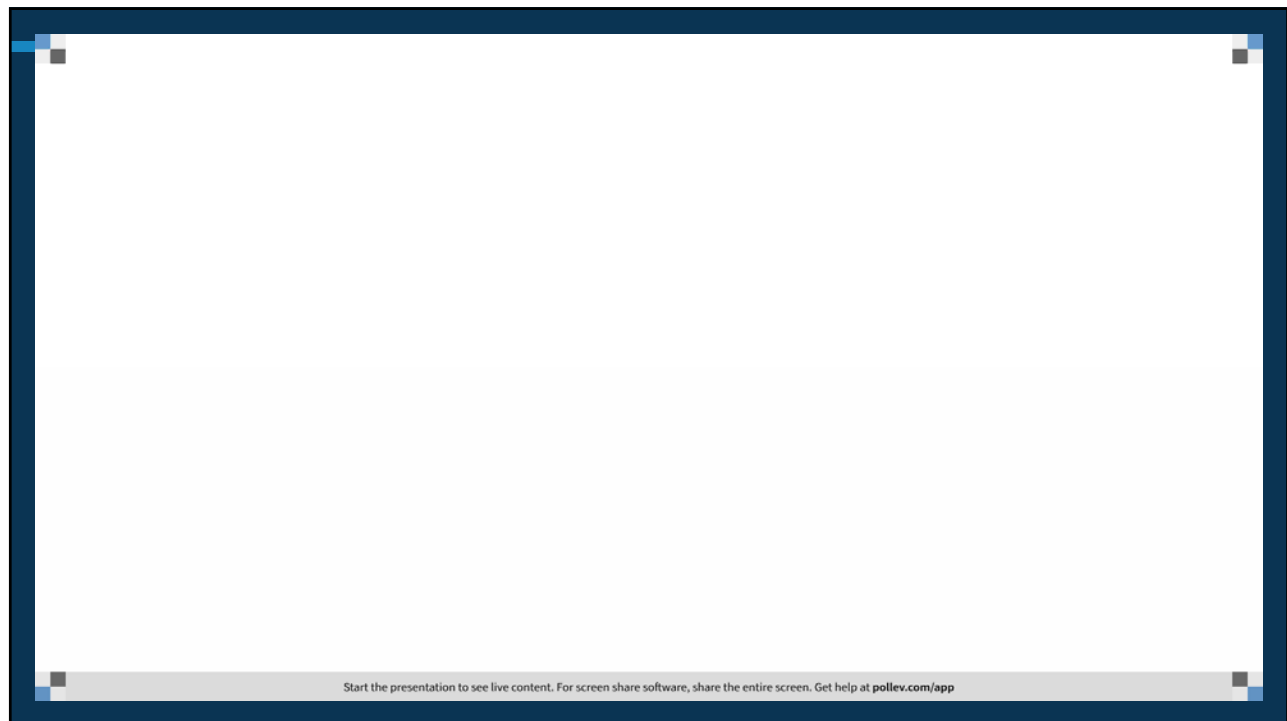 Start the presentation to see live content. For screen share software, share the entire screen. Get help at pollev.com/app